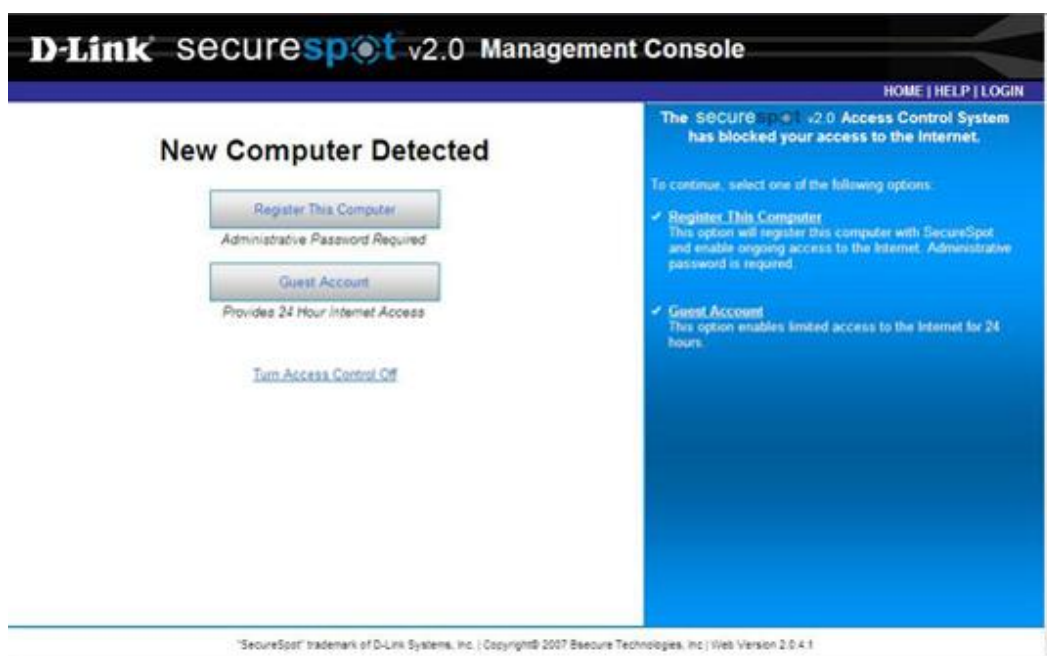 D-Link securespot v2.0 Management Console
HOME | HELP | LOGIN
New Computer Detected
Register This Computer
Administrative Password Required
Guest Account
Provides 24 Hour Internet Access
Turn Access Control Off
The securespot v2.0 Access Control System
has blocked your access to the Internet.
To continue, select one of the following options:
✓ Register This Computer
This option will register this computer with SecureSpot
and enable ongoing access to the Internet. Administrative
password is required.
✓ Guest Account
This option enables limited access to the Internet for 24
hours.
"SecureSpot" trademark of D-Link Systems, Inc. | Copyright© 2007 Bsecure Technologies, Inc | Web Version 2.0.4.1